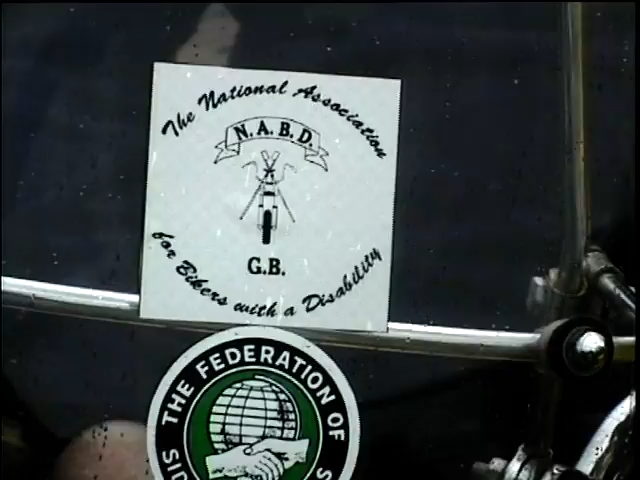 The National Association
N.A.B.D.
G.B.
for Bikers with a Disability
THE FEDERATION OF